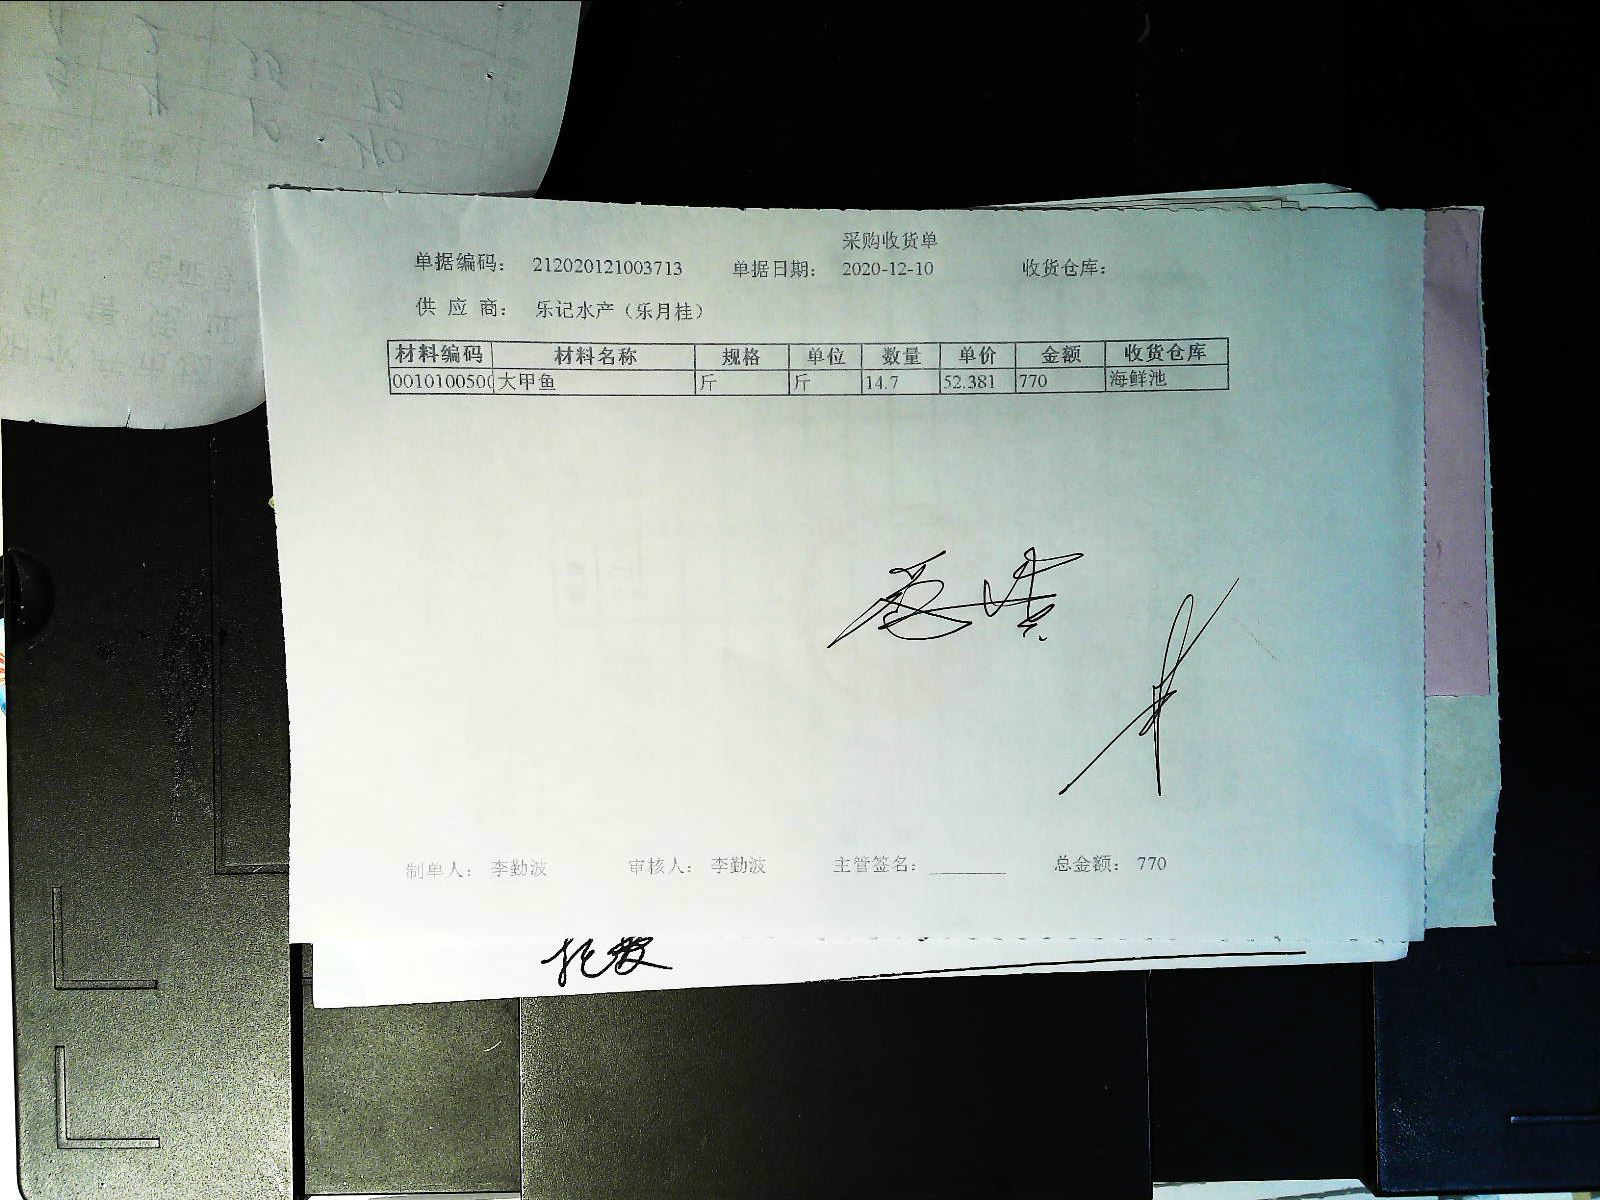 采购收货单
单据编码： 212020121003713 单据日期： 2020-12-10 收货仓库：
供 应 商： 乐记水产（乐月桂）
材料编码 材料名称 规格 单位 数量 单价 金额 收货仓库
0010100500 大甲鱼 斤 斤 14.7 52.381 770 海鲜池
制单人： 李勤波 审核人： 李勤波 主管签名： 总金额： 770